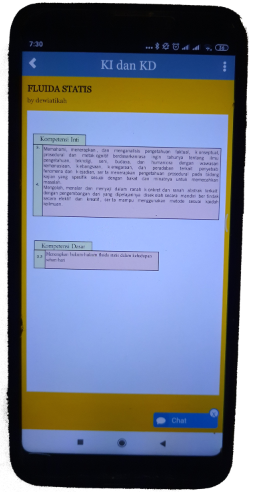 7:30
KI dan KD
FLUIDA STATIS
by dewiatikah
Kompetensi Inti
Memahami, menerapkan, dan menganalisis pengetahuan faktual, konseptual,
prosedural dan metakognitif berdasarkan rasa ingin tahunya tentang ilmu
pengetahuan, teknologi, seni, budaya, dan humaniora dengan wawasan
kemanusiaan, kebangsaan, kenegaraan, dan peradaban terkait penyebab
fenomena dan kejadian, serta menerapkan pengetahuan prosedural pada bidang
kajian yang spesifik sesuai dengan bakat dan minatnya untuk memecahkan
masalah
Mengolah, menalar dan menyaji dalam ranah konkret dan ranah abstrak terkait
dengan pengembangan dari yang dipelajarinya di sekolah secara mandiri dan
secara efektif dan kreatif, serta mampu menggunakan metode sesuai kaidah
keilmuan
Kompetensi Dasar
3.3 Menerapkan hukum-hukum fluida statis dalam kehidupan
sehari-hari
Chat